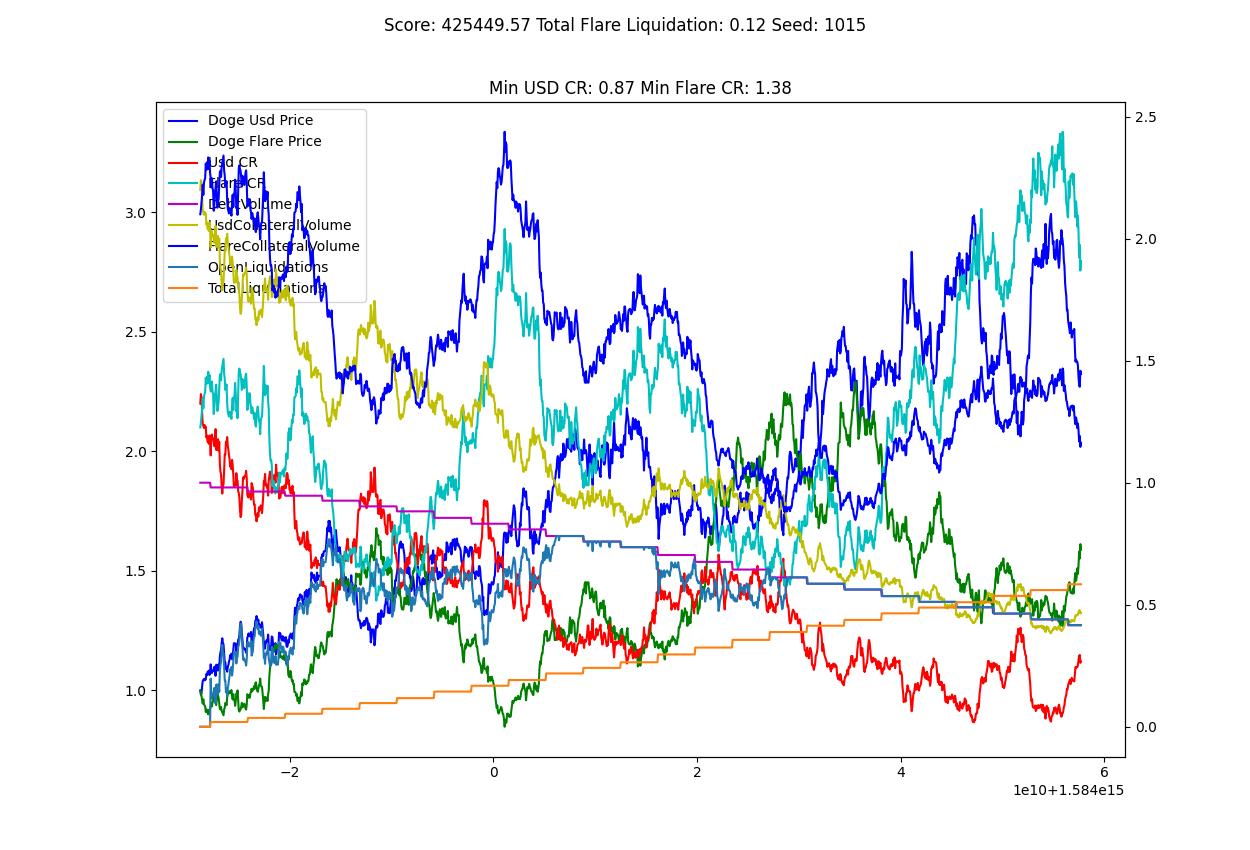 Score: 425449.57 Total Flare Liquidation: 0.12 Seed: 1015
Min USD CR: 0.87 Min Flare CR: 1.38
Doge Usd Price
Doge Flare Price
Usd CR
Flare CR
Debt Volume
UsdCollateralVolume
FlareCollateralVolume
OpenLiquidations
TotalLiquidations
3.0
2.5
2.0
1.5
1.0
2.5
2.0
1.5
1.0
0.5
0.0
−2
0
2
4
6
1e10+1.584e15